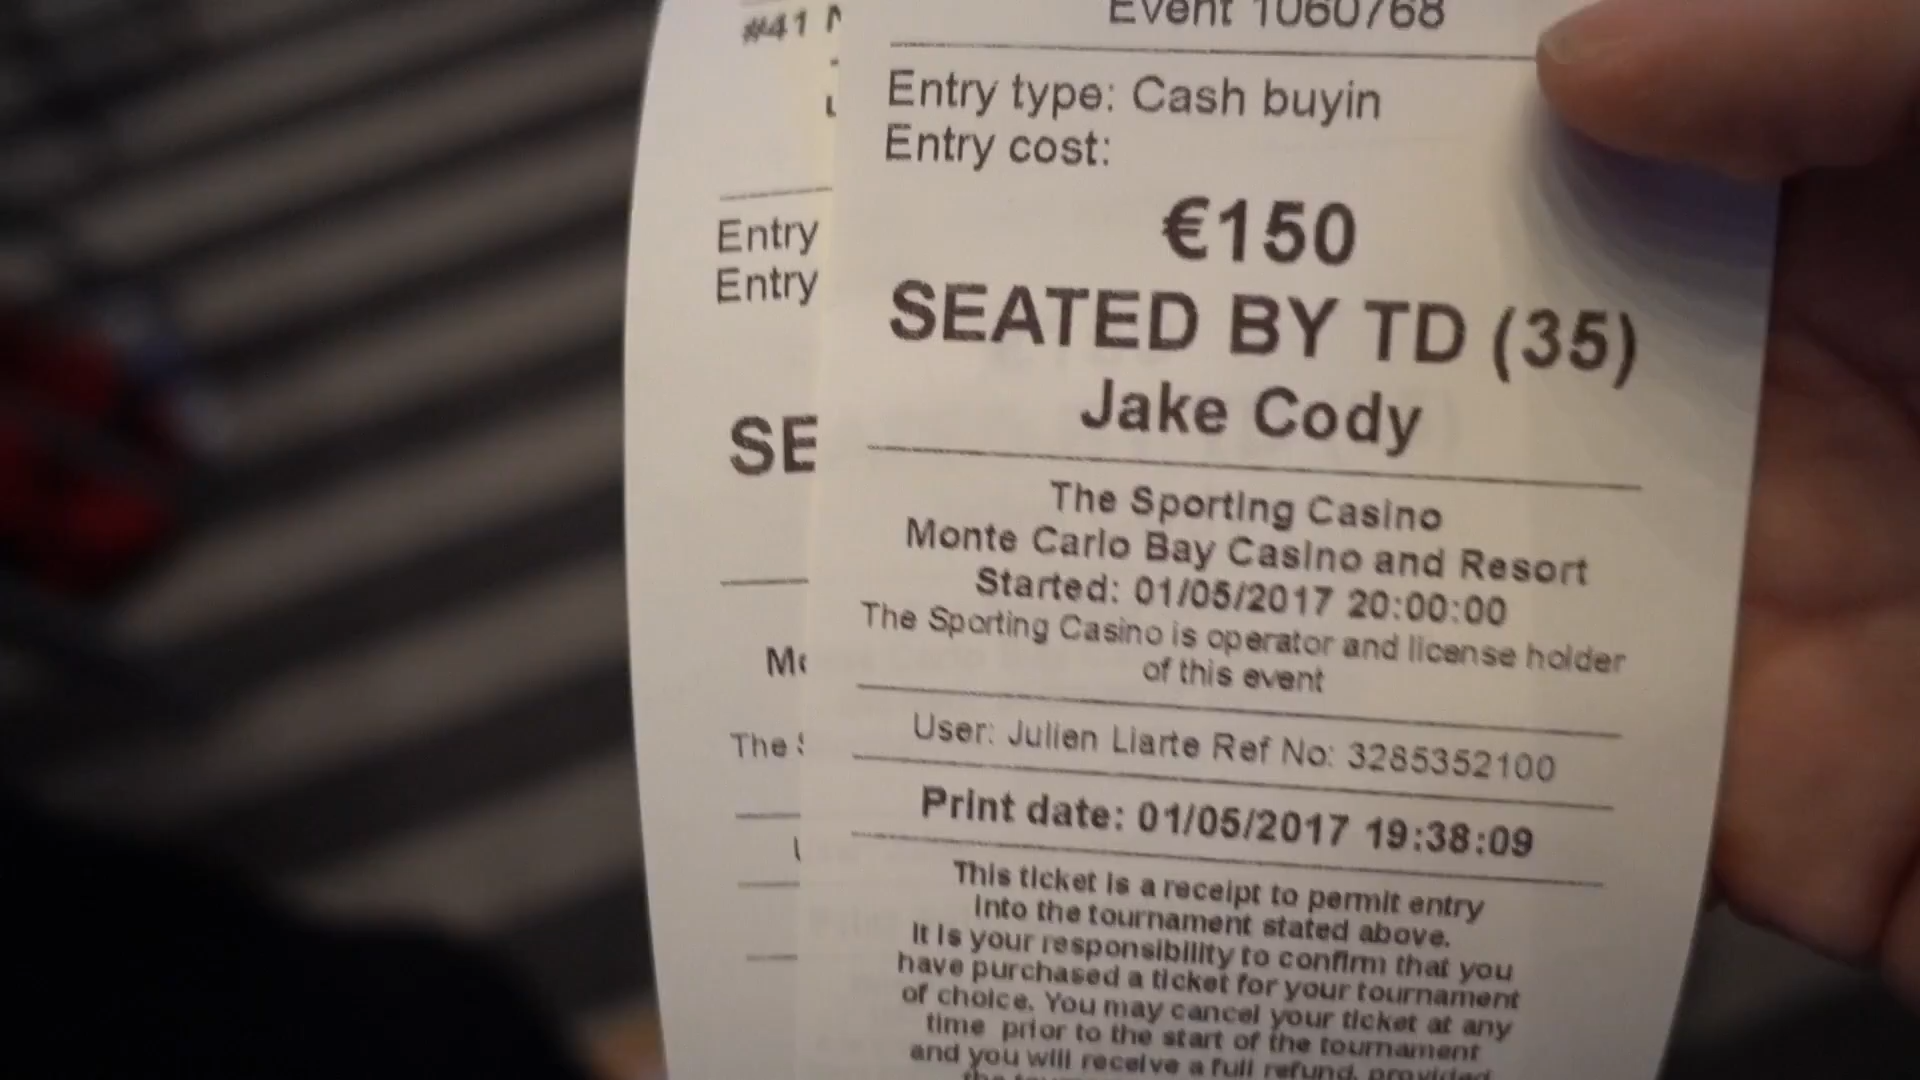 #41
Entry
Entry
SE
The
Event 1060768
Entry type: Cash buyin
Entry cost:
€150
SEATED BY TD (35)
Jake Cody
The Sporting Casino
Monte Carlo Bay Casino and Resort
Started: 01/05/2017 20:00:00
The Sporting Casino is operator and license holder
of this event
User: Julien Liarte Ref No: 3285352100
Print date: 01/05/2017 19:38:09
This ticket is a receipt to permit entry
into the tournament stated above.
It is your responsibility to confirm that you
have purchased a ticket for your tournament
of choice. You may cancel your ticket at any
time prior to the start of the tournament
and you will receive a full refund, provided